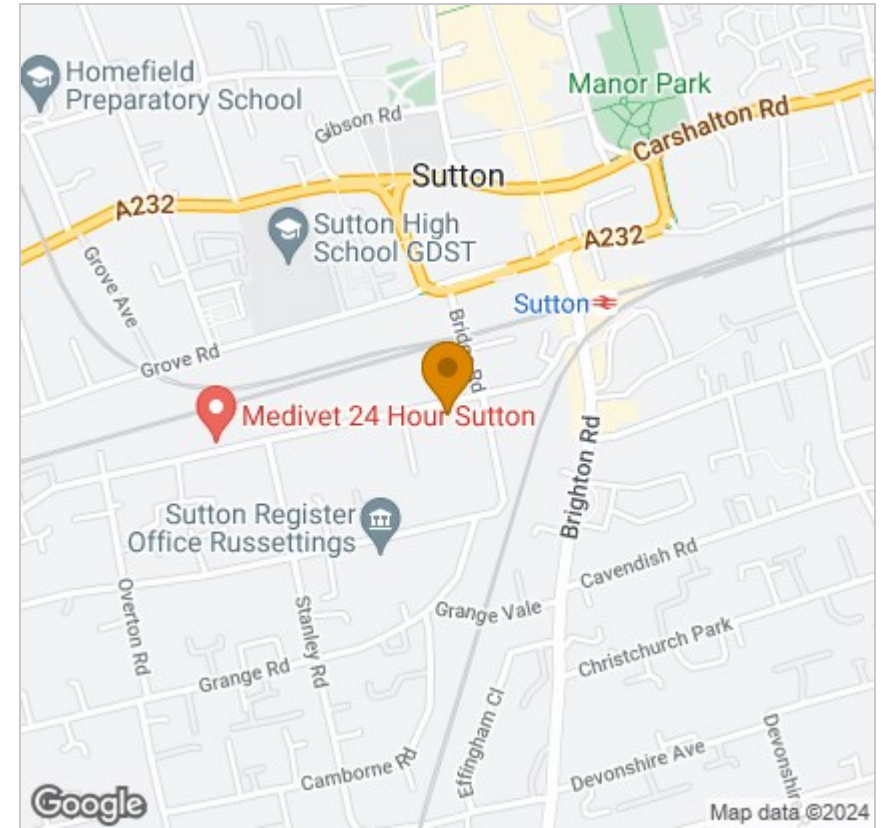 Homefield
Preparatory School
Gibson Rd
Manor Park
Carshalton Rd
Sutton
A232
Sutton High
School GDST
A232
Grove Ave
Sutton
Grove Rd
Bridge Rd
Medivet 24 Hour Sutton
Brighton Rd
Sutton Register
Office Russettings
Cavendish Rd
Overton Rd
Stanley Rd
Grange Vale
Christchurch Park
Grange Rd
Effingham Cl
Devonshire Ave
Devonshir
Camborne Rd
Google
Map data ©2024